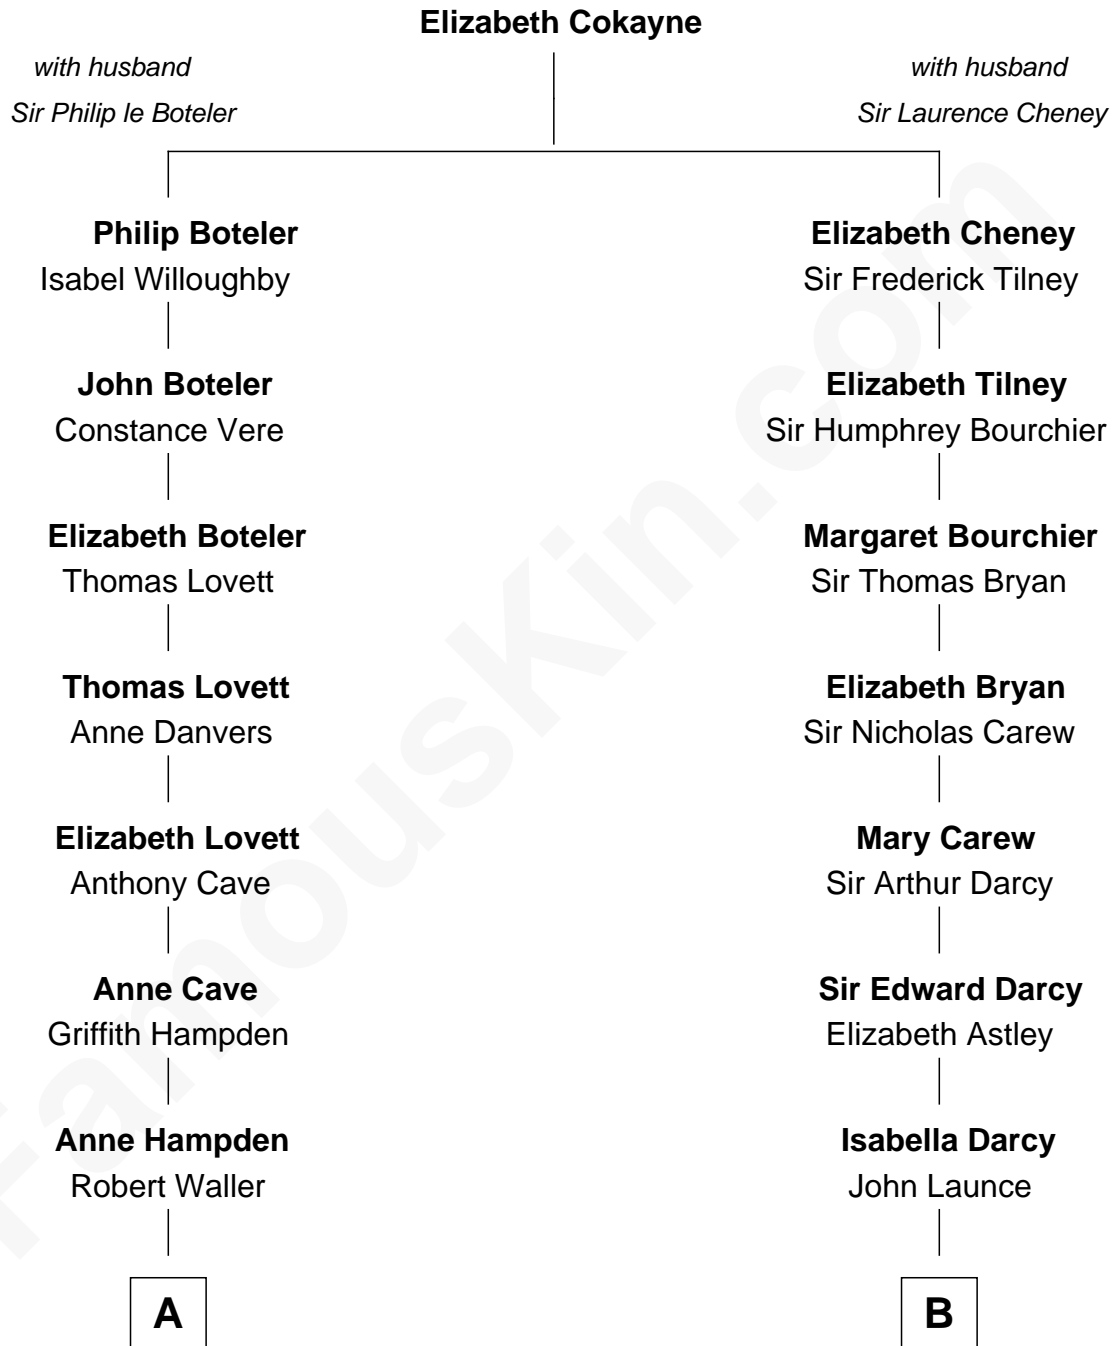 Elizabeth Cokayne
with husband
Sir Philip le Boteler
with husband
Sir Laurence Cheney
Philip Boteler
Isabel Willoughby
Elizabeth Cheney
Sir Frederick Tilney
John Boteler
Constance Vere
Elizabeth Tilney
Sir Humphrey Bourchier
Elizabeth Boteler
Thomas Lovett
Margaret Bourchier
Sir Thomas Bryan
Thomas Lovett
Anne Danvers
Elizabeth Bryan
Sir Nicholas Carew
Elizabeth Lovett
Anthony Cave
Mary Carew
Sir Arthur Darcy
Anne Cave
Griffith Hampden
Sir Edward Darcy
Elizabeth Astley
Anne Hampden
Robert Waller
Isabella Darcy
John Launce
A
B
FamousKin.com